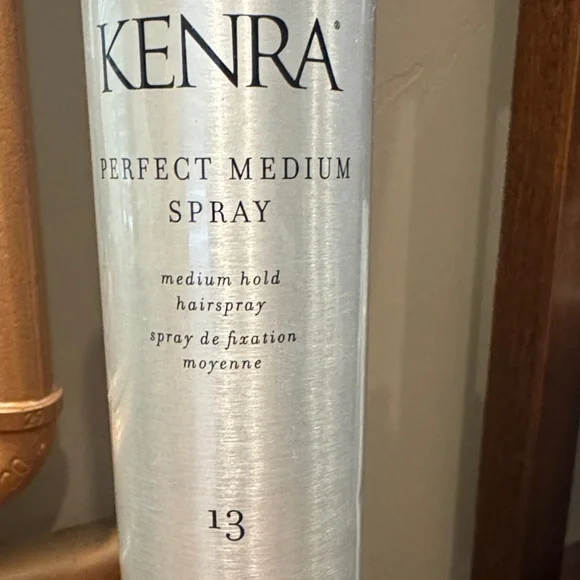 KENRA®
PERFECT MEDIUM
SPRAY
medium hold
hairspray
spray de fixation
moyenne
13